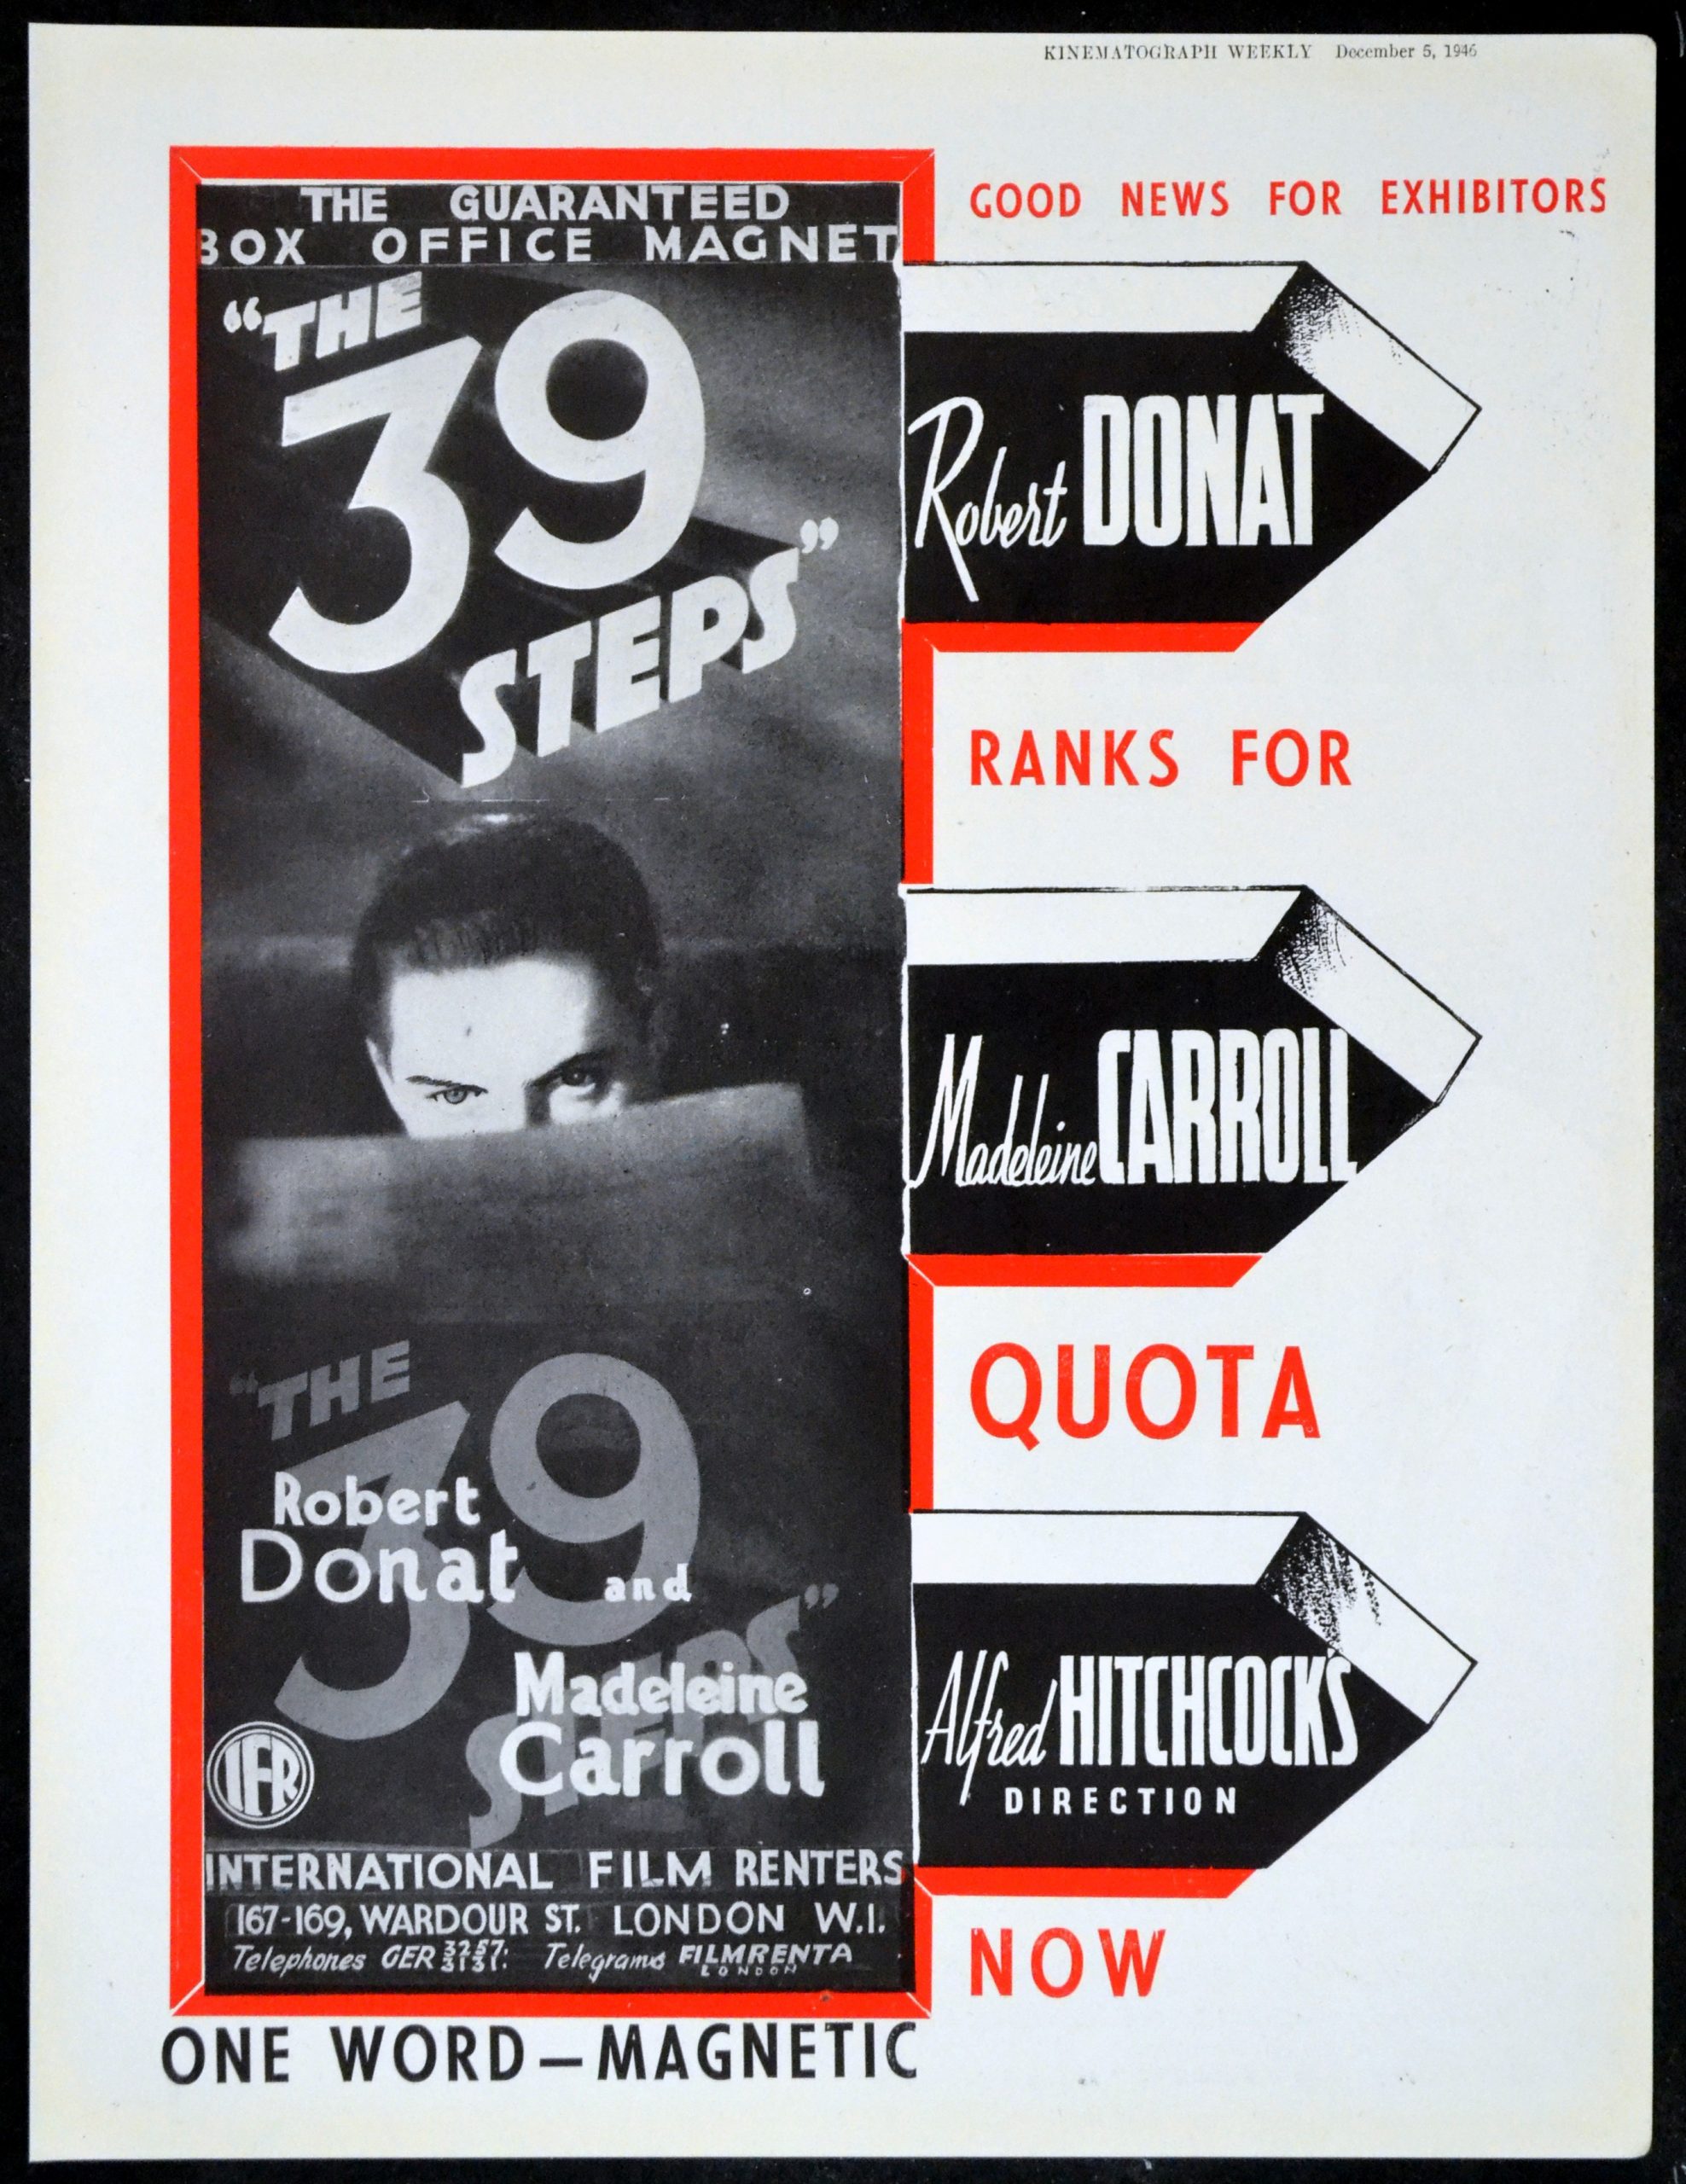 KINEMATOGRAPH WEEKLY December 5, 1946
THE GUARANTEED
BOX OFFICE MAGNET
"THE
39
STEPS"
"THE
39
STEPS"
Robert
Donat and
Madeleine
Carroll
IFR
INTERNATIONAL FILM RENTERS
167-169, WARDOUR ST. LONDON W.I.
Telephones GER 3257: 3131: Telegrams FILMRENTA
LONDON
ONE WORD — MAGNETIC
GOOD NEWS FOR EXHIBITORS
Robert DONAT
RANKS FOR
Madeleine CARROLL
QUOTA
Alfred HITCHCOCK'S
DIRECTION
NOW